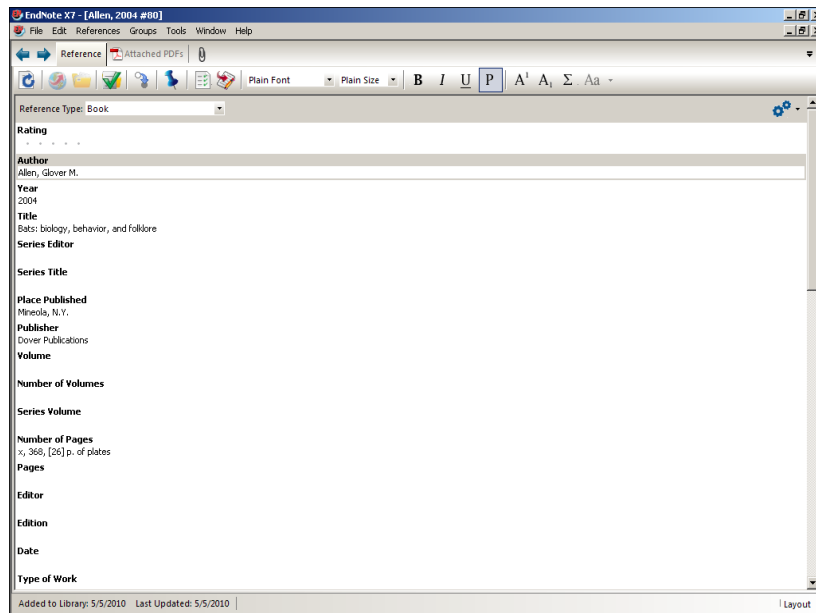 EndNote X7 - [Allen, 2004 #80]
File Edit References Groups Tools Window Help
Reference Attached PDFs
Plain Font Plain Size B I U P A¹ A₁ Σ Aa
Reference Type: Book
Rating
Author
Allen, Glover M.
Year
2004
Title
Bats: biology, behavior, and folklore
Series Editor
Series Title
Place Published
Mineola, N.Y.
Publisher
Dover Publications
Volume
Number of Volumes
Series Volume
Number of Pages
x, 368, [26] p. of plates
Pages
Editor
Edition
Date
Type of Work
Added to Library: 5/5/2010 Last Updated: 5/5/2010 Layout